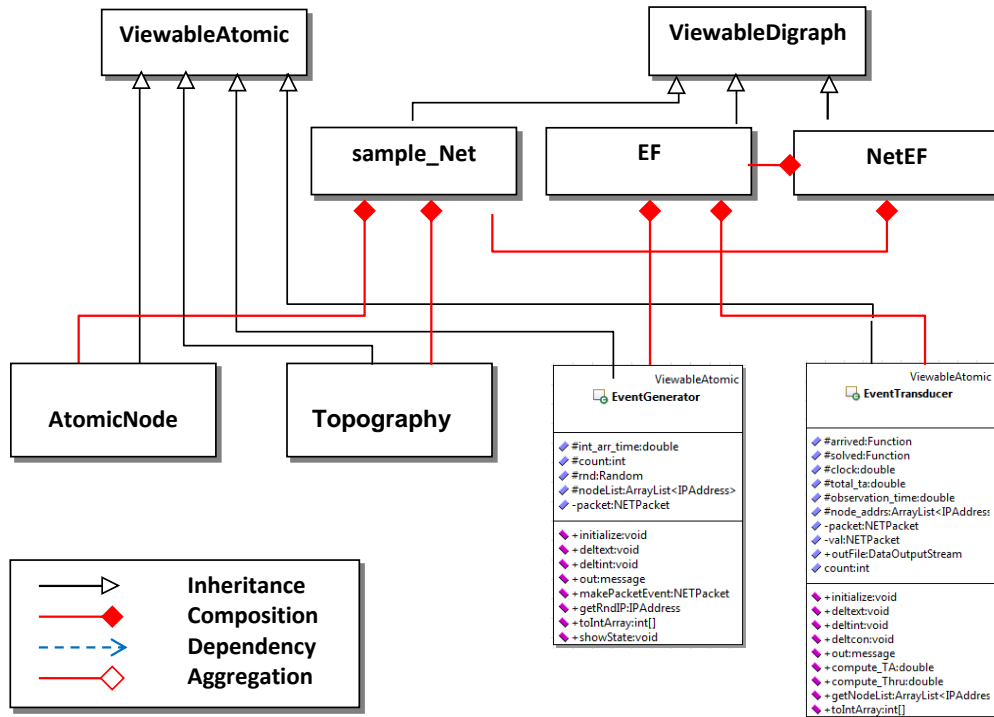 ViewableAtomic
ViewableDigraph
sample_Net
EF
NetEF
AtomicNode
Topography
ViewableAtomic
EventGenerator
#int_arr_time:double
#count:int
#rnd:Random
#nodeList:ArrayList<IPAddress>
-packet:NETPacket
+initialize:void
+deltext:void
+deltint:void
+out:message
+makePacketEvent:NETPacket
+getRndIP:IPAddress
+toIntArray:int[]
+showState:void
ViewableAtomic
EventTransducer
#arrived:Function
#solved:Function
#clock:double
#total_ta:double
#observation_time:double
#node_addrs:ArrayList<IPAddress
-packet:NETPacket
-val:NETPacket
+outFile:DataOutputStream
count:int
+initialize:void
+deltext:void
+deltint:void
+deltcon:void
+out:message
+compute_TA:double
+compute_Thru:double
+getNodeList:ArrayList<IPAddres
+toIntArray:int[]
Inheritance
Composition
Dependency
Aggregation